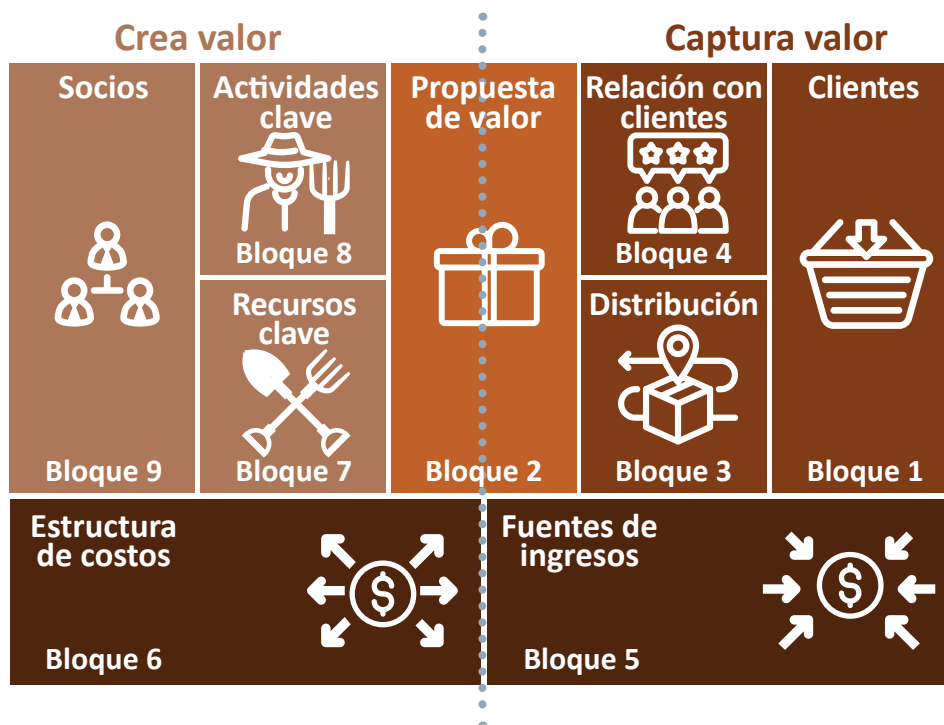 Crea valor
Captura valor
Socios
Bloque 9
Actividades
clave
Bloque 8
Recursos
clave
Bloque 7
Propuesta
de valor
Bloque 2
Relación con
clientes
Bloque 4
Distribución
Bloque 3
Clientes
Bloque 1
Estructura
de costos
$
Bloque 6
Fuentes de
ingresos
$
Bloque 5